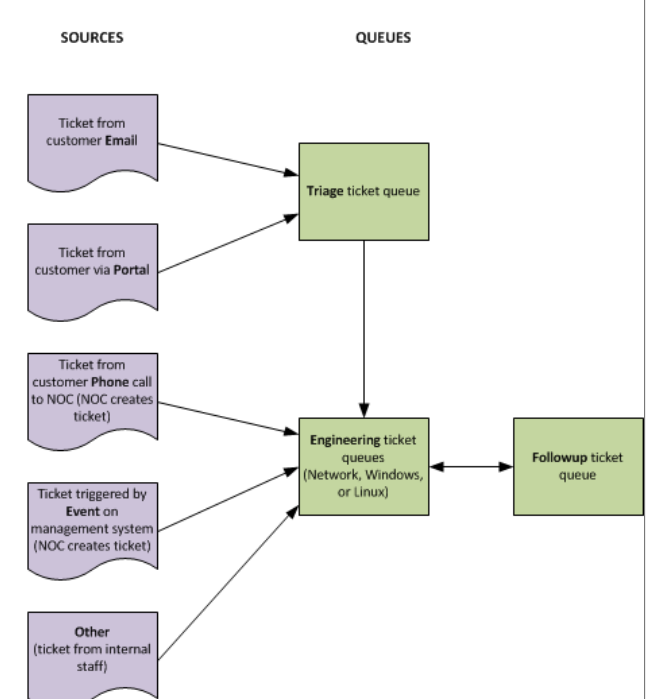 SOURCES
QUEUES
Ticket from
customer Email
Triage ticket queue
Ticket from
customer via Portal
Ticket from
customer Phone call
to NOC (NOC creates
ticket)
Engineering ticket
queues
(Network, Windows,
or Linux)
Followup ticket
queue
Ticket triggered by
Event on
management system
(NOC creates ticket)
Other
(ticket from internal
staff)